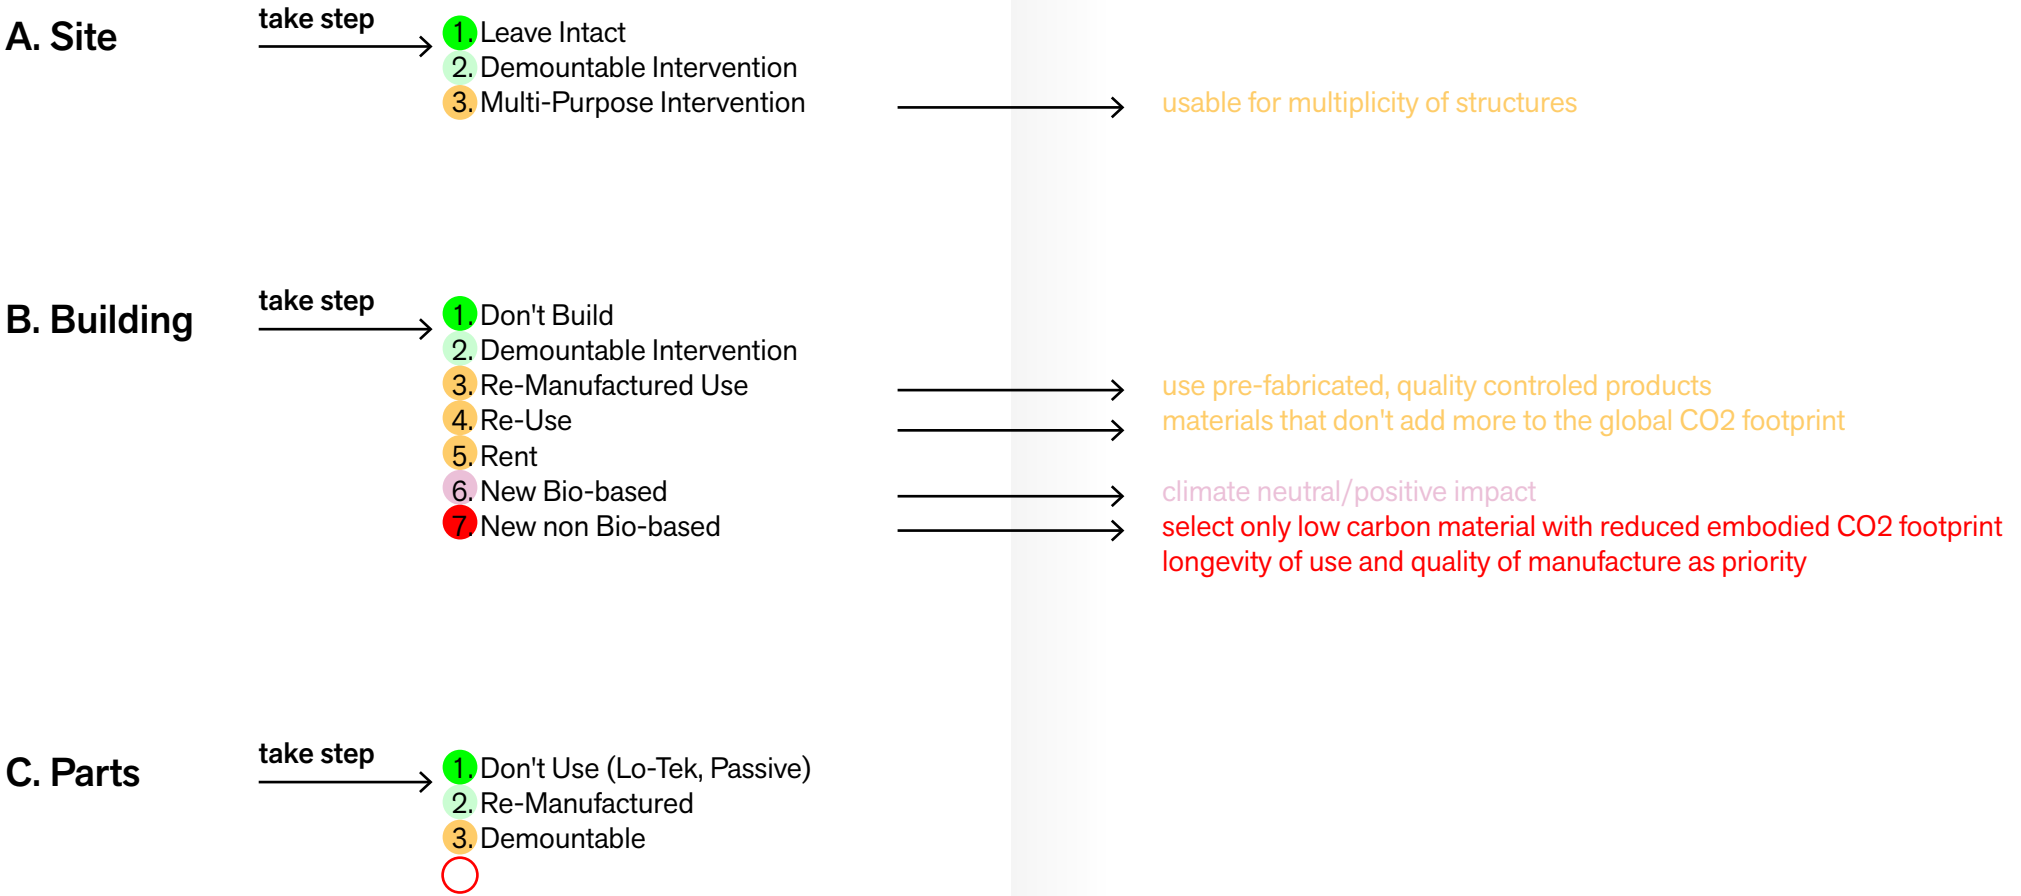 A. Site
take step
1. Leave Intact
2. Demountable Intervention
3. Multi-Purpose Intervention
usable for multiplicity of structures
B. Building
take step
1. Don't Build
2. Demountable Intervention
3. Re-Manufactured Use
use pre-fabricated, quality controled products
4. Re-Use
materials that don't add more to the global CO2 footprint
5. Rent
6. New Bio-based
climate neutral/positive impact
7. New non Bio-based
select only low carbon material with reduced embodied CO2 footprint
longevity of use and quality of manufacture as priority
C. Parts
take step
1. Don't Use (Lo-Tek, Passive)
2. Re-Manufactured
3. Demountable